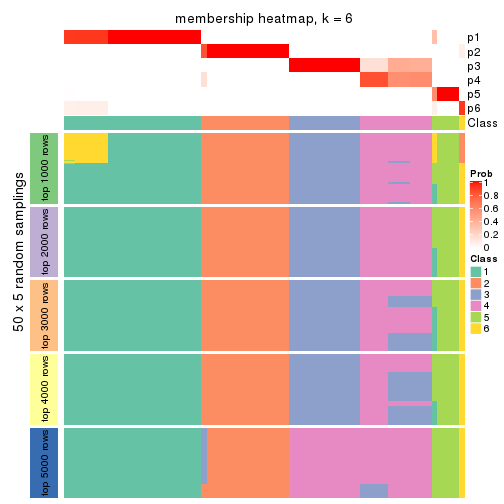 membership heatmap, k = 6
p1
p2
p3
p4
p5
p6
Class
50 x 5 random samplings
top 1000 rows
top 2000 rows
top 3000 rows
top 4000 rows
top 5000 rows
Prob
1
0.8
0.6
0.4
0.2
0
Class
1
2
3
4
5
6